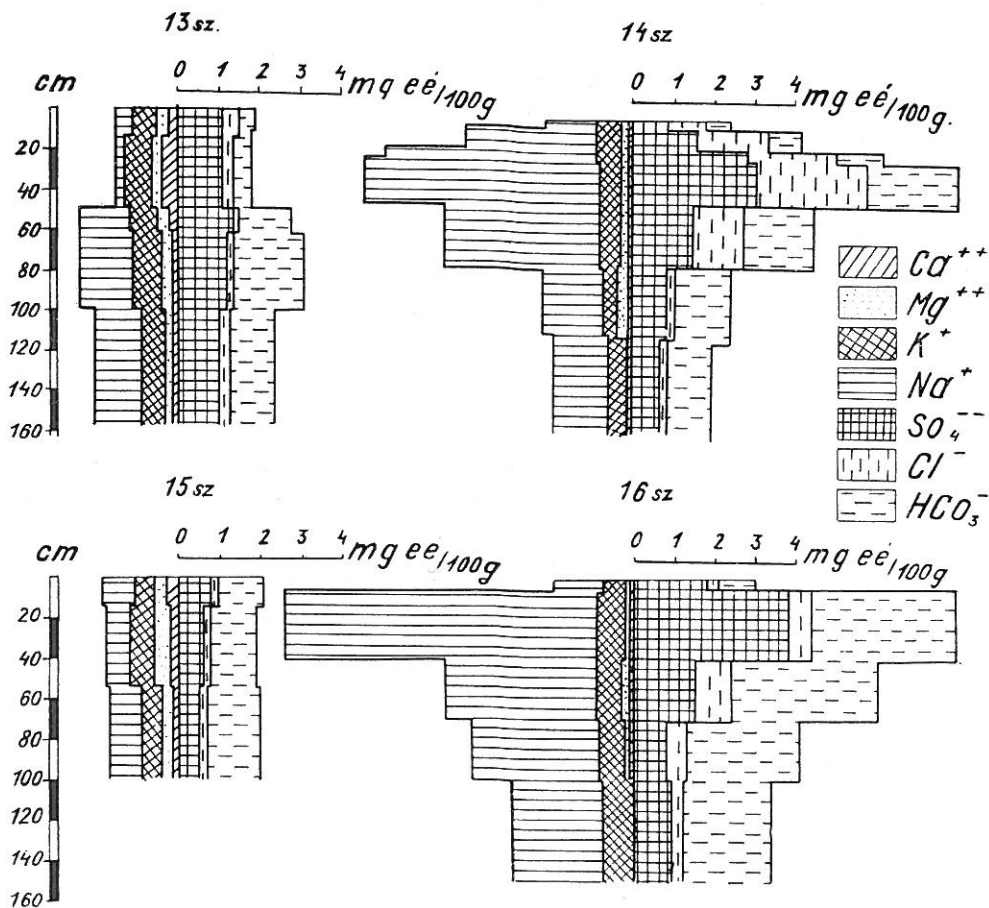 13 sz.
0 1 2 3 4
mg eé/100g
cm
20
40
60
80
100
120
140
160
14 sz
0 1 2 3 4
mg eé/100g.
Ca++
Mg++
K+
Na+
SO4--
Cl-
HCO3-
15 sz
0 1 2 3 4
mg eé/100g
cm
20
40
60
80
100
120
140
160
16 sz
0 1 2 3 4
mg eé/100g